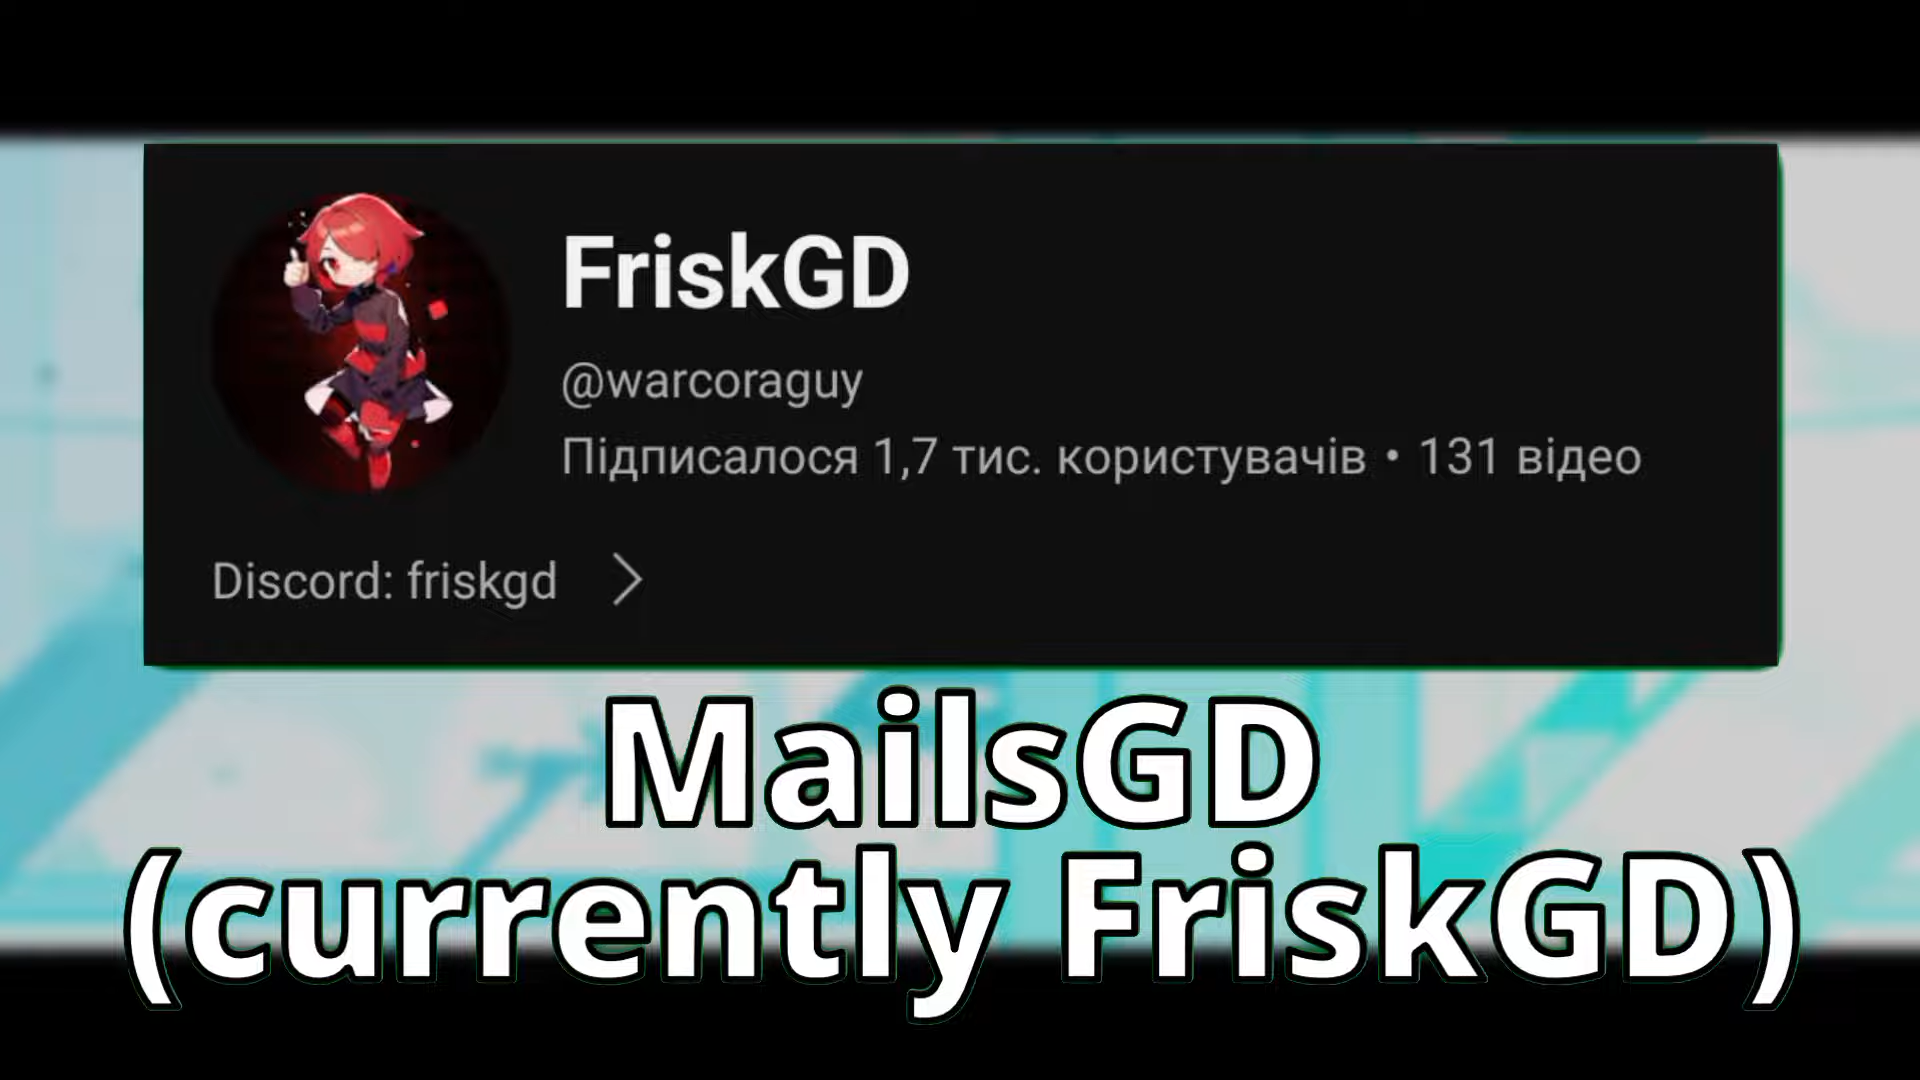 FriskGD
@warcoraguy
Підписалося 1,7 тис. користувачів • 131 відео
Discord: friskgd
MailsGD
(currently FriskGD)